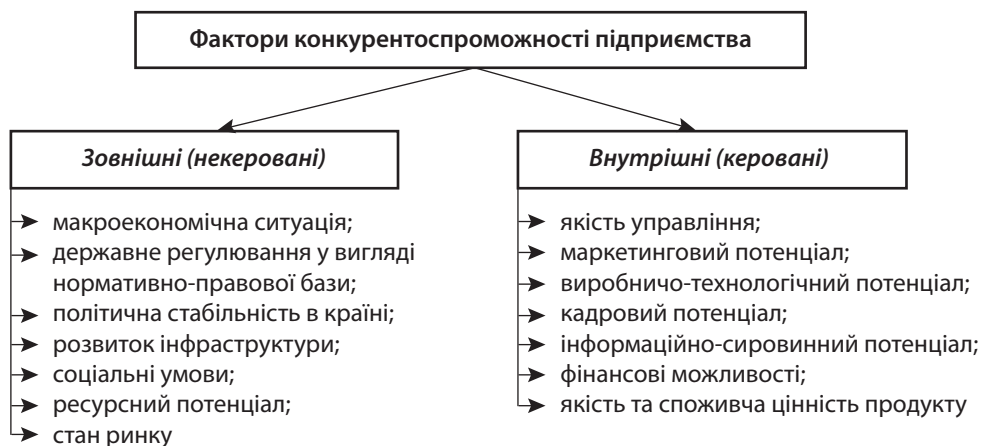 Фактори конкурентоспроможності підприємства
Зовнішні (некеровані)
макроекономічна ситуація;
державне регулювання у вигляді
нормативно-правової бази;
політична стабільність в країні;
розвиток інфраструктури;
соціальні умови;
ресурсний потенціал;
стан ринку
Внутрішні (керовані)
якість управління;
маркетинговий потенціал;
виробничо-технологічний потенціал;
кадровий потенціал;
інформаційно-сировинний потенціал;
фінансові можливості;
якість та споживча цінність продукту